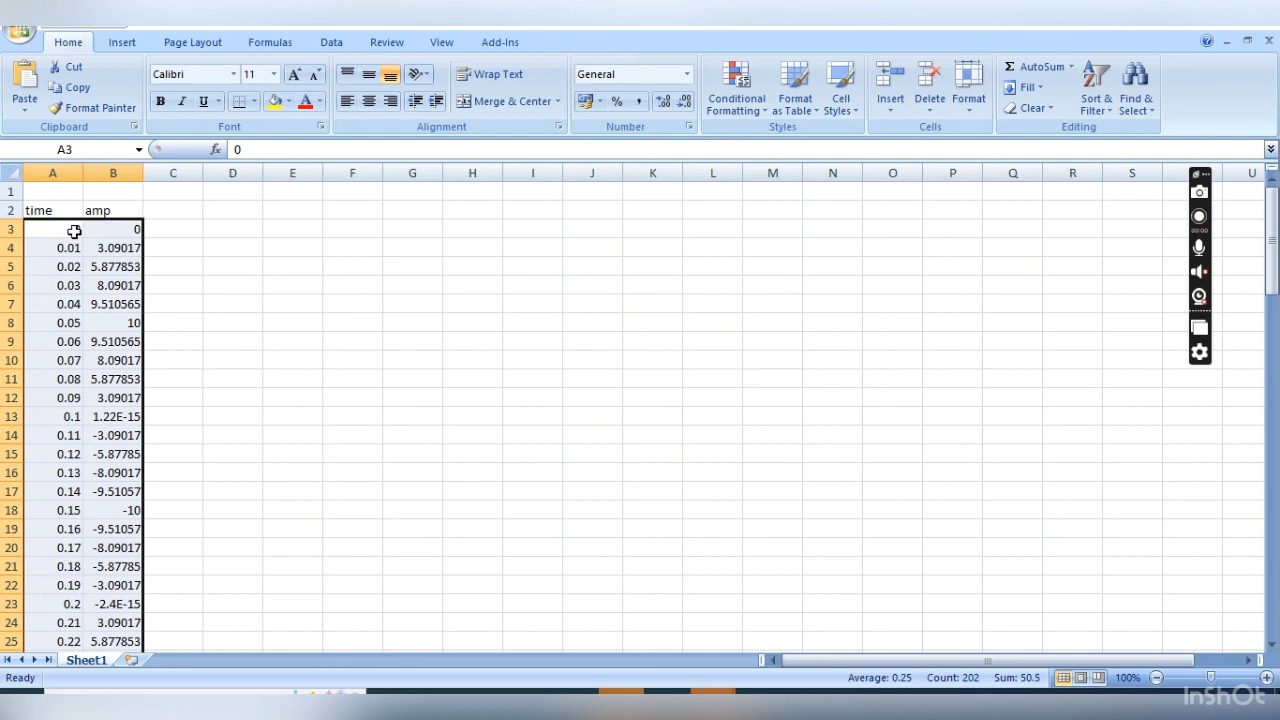 Home Insert Page Layout Formulas Data Review View Add-Ins
Paste
Cut
Copy
Format Painter
Clipboard
Calibri 11 A A
B I U A
Font
Wrap Text
Merge & Center
Alignment
General
% ,
Number
Conditional Formatting
Format as Table
Cell Styles
Styles
Insert Delete Format
Cells
Σ AutoSum
Fill
Clear
Sort & Filter
Find & Select
Editing
A3 fx 0
A B C D E F G H I J K L M N O P Q R S U
1
2 time amp
3 0
4 0.01 3.09017
5 0.02 5.877853
6 0.03 8.09017
7 0.04 9.510565
8 0.05 10
9 0.06 9.510565
10 0.07 8.09017
11 0.08 5.877853
12 0.09 3.09017
13 0.1 1.22E-15
14 0.11 -3.09017
15 0.12 -5.87785
16 0.13 -8.09017
17 0.14 -9.51057
18 0.15 -10
19 0.16 -9.51057
20 0.17 -8.09017
21 0.18 -5.87785
22 0.19 -3.09017
23 0.2 -2.4E-15
24 0.21 3.09017
25 0.22 5.877853
00:00
Sheet1
Ready Average: 0.25 Count: 202 Sum: 50.5 100%
InShOt